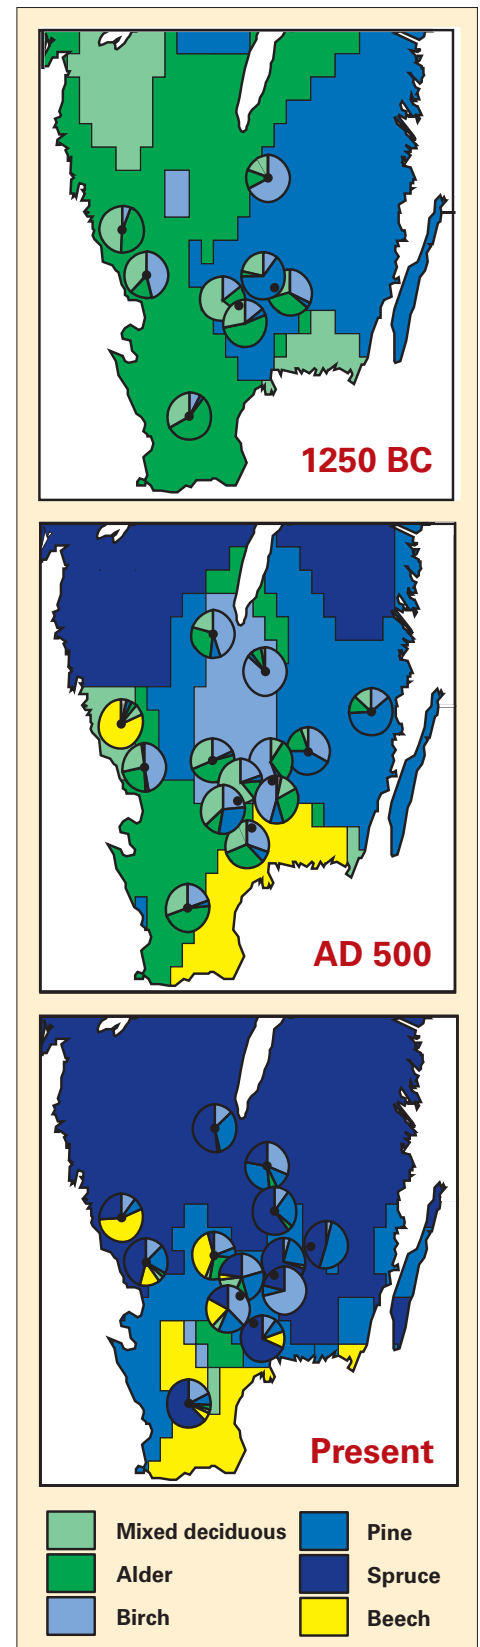 1250 BC
AD 500
Present
Mixed deciduous
Pine
Alder
Spruce
Birch
Beech